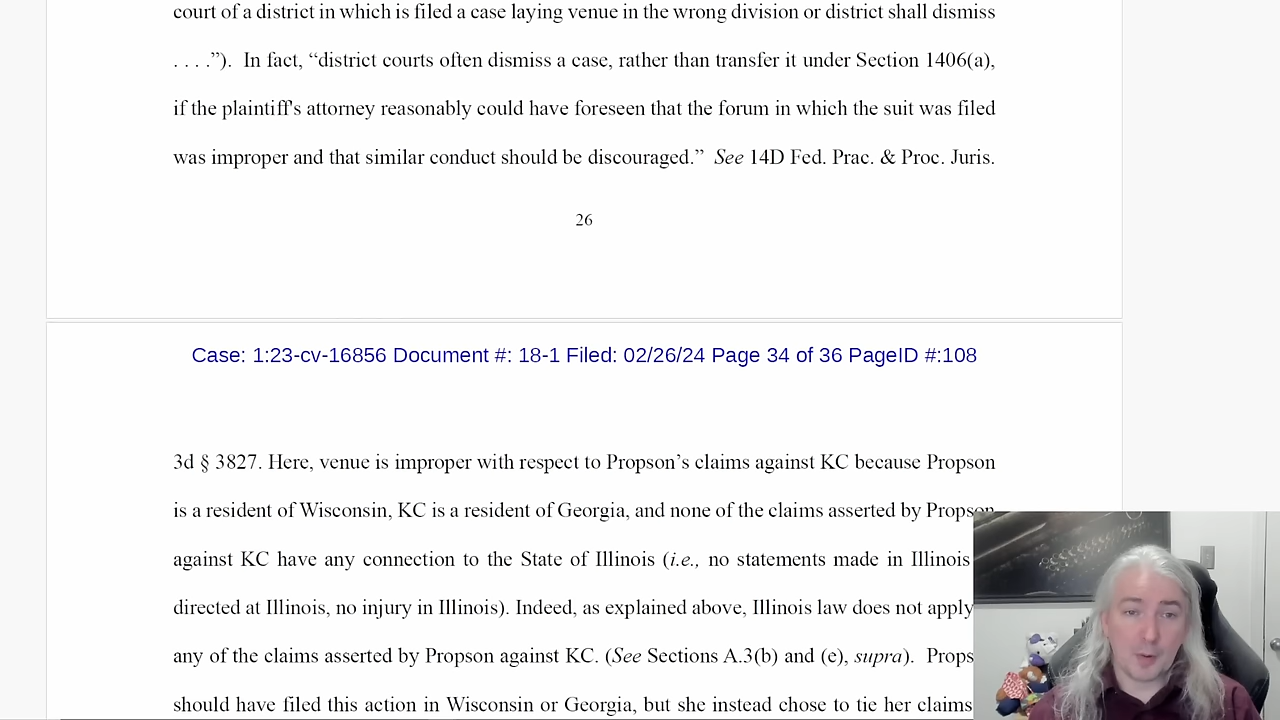 court of a district in which is filed a case laying venue in the wrong division or district shall dismiss
. . . .”).  In fact, “district courts often dismiss a case, rather than transfer it under Section 1406(a),
if the plaintiff's attorney reasonably could have foreseen that the forum in which the suit was filed
was improper and that similar conduct should be discouraged.”  See 14D Fed. Prac. & Proc. Juris.
26
Case: 1:23-cv-16856 Document #: 18-1 Filed: 02/26/24 Page 34 of 36 PageID #:108
3d § 3827. Here, venue is improper with respect to Propson’s claims against KC because Propson
is a resident of Wisconsin, KC is a resident of Georgia, and none of the claims asserted by Propson
against KC have any connection to the State of Illinois (i.e., no statements made in Illinois
directed at Illinois, no injury in Illinois). Indeed, as explained above, Illinois law does not apply
any of the claims asserted by Propson against KC. (See Sections A.3(b) and (e), supra).  Props
should have filed this action in Wisconsin or Georgia, but she instead chose to tie her claims